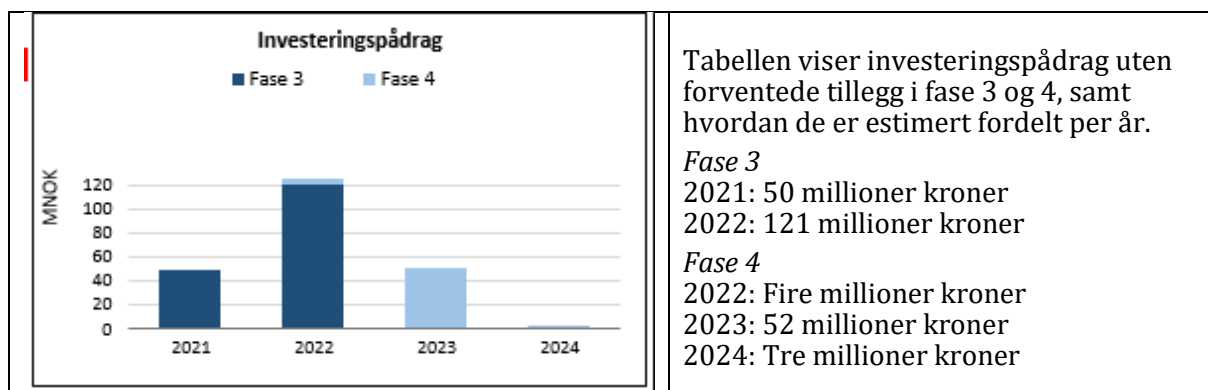 Investeringspådrag
Fase 3 Fase 4
MNOK
120
100
80
60
40
20
0
2021 2022 2023 2024
Tabellen viser investeringspådrag uten
forventede tillegg i fase 3 og 4, samt
hvordan de er estimert fordelt per år.
Fase 3
2021: 50 millioner kroner
2022: 121 millioner kroner
Fase 4
2022: Fire millioner kroner
2023: 52 millioner kroner
2024: Tre millioner kroner